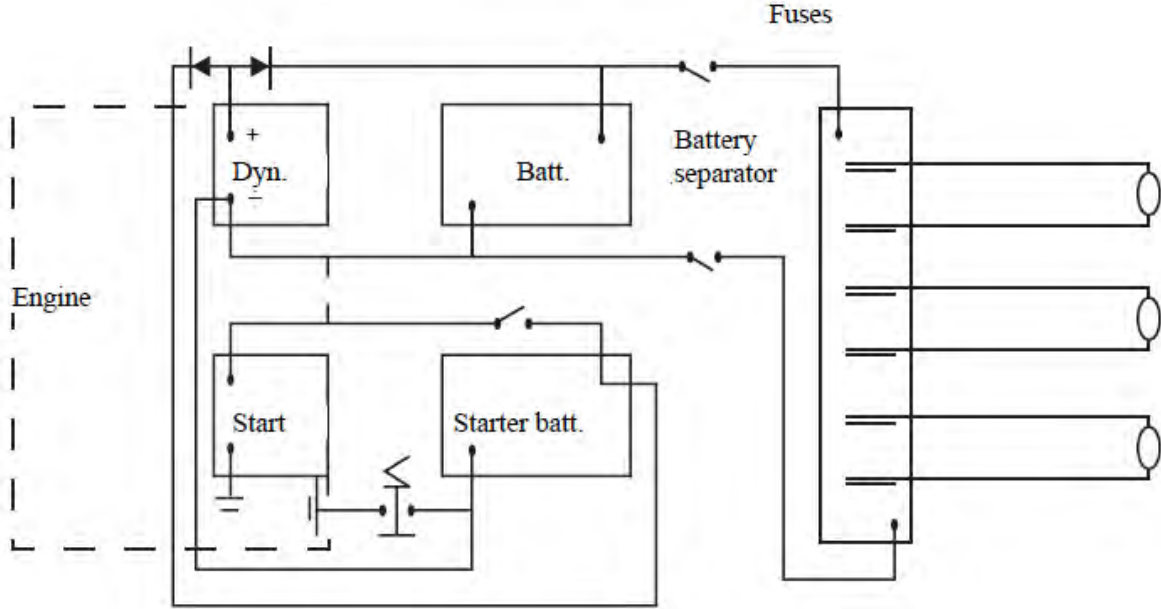 Fuses
+
Dyn.
-
Batt.
Battery
separator
Engine
Start
Starter batt.